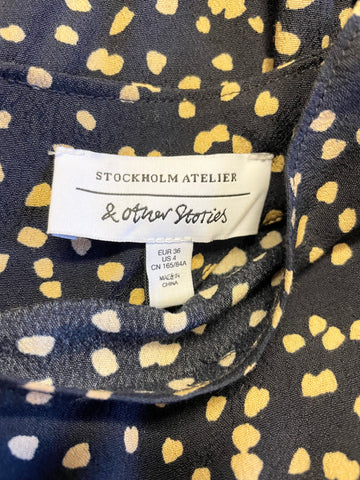 STOCKHOLM ATELIER
& Other Stories
EUR 36
US 4
CN 165/84A
MADE IN
CHINA